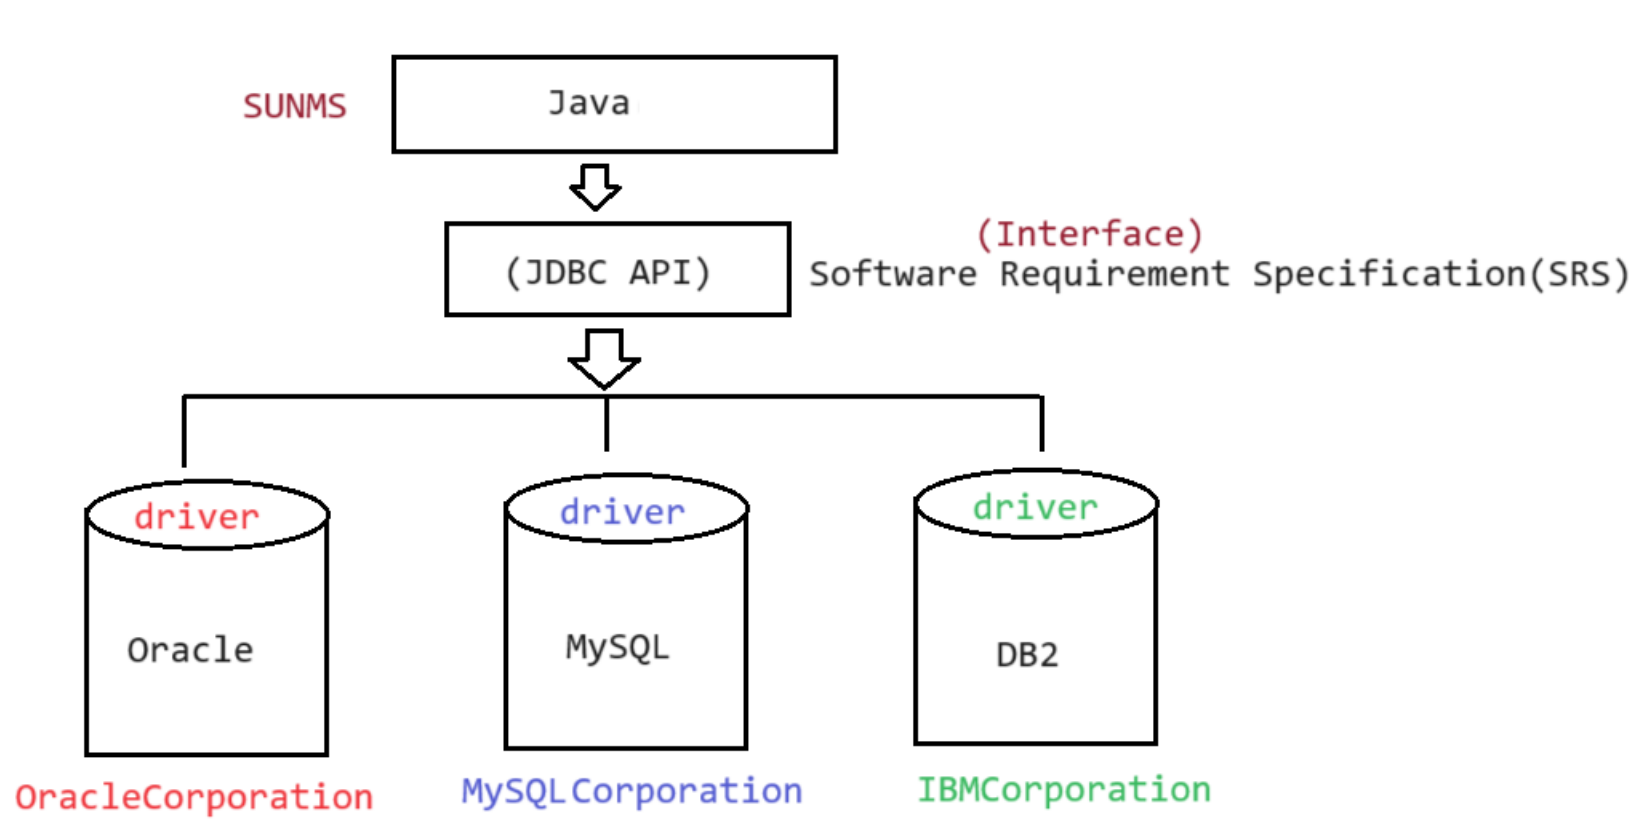 SUNMS
Java
(Interface)
(JDBC API)
Software Requirement Specification(SRS)
driver
driver
driver
Oracle
MySQL
DB2
OracleCorporation
MySQLCorporation
IBMCorporation